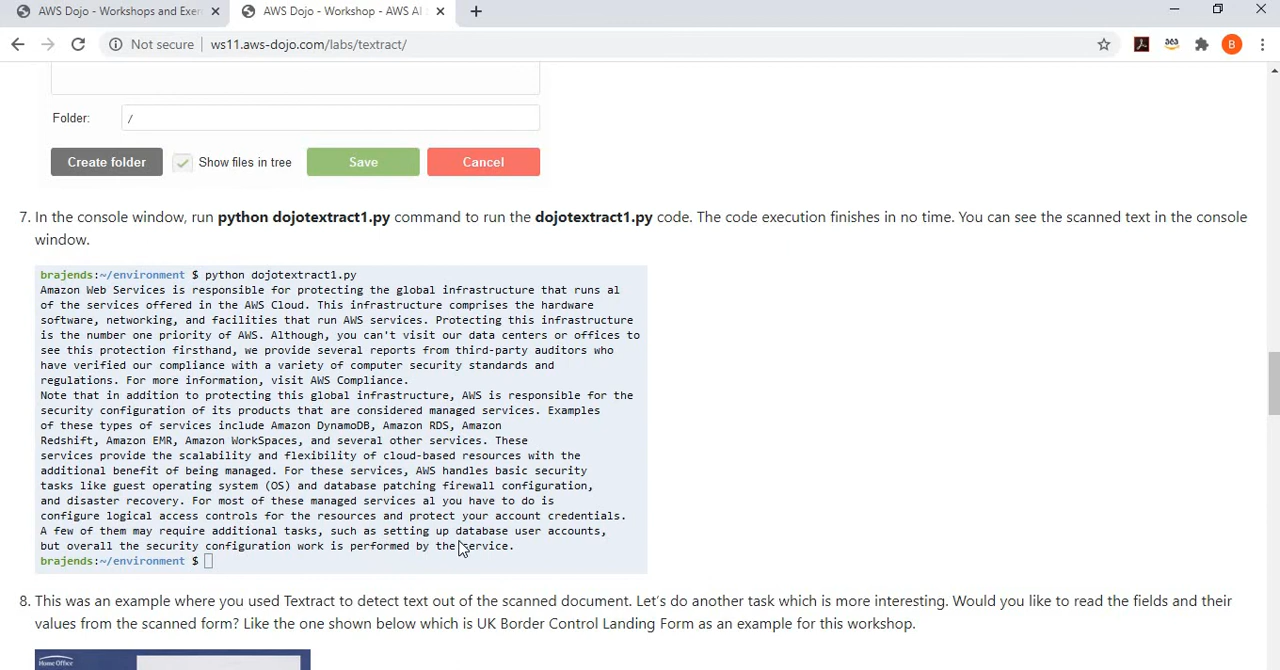 AWS Dojo - Workshops and Exer
AWS Dojo - Workshop - AWS AI S
Not secure
ws11.aws-dojo.com/labs/textract/
B
Folder:
/
Create folder
Show files in tree
Save
Cancel
7. In the console window, run python dojotextract1.py command to run the dojotextract1.py code. The code execution finishes in no time. You can see the scanned text in the console
window.
brajends:~/environment $ python dojotextract1.py
Amazon Web Services is responsible for protecting the global infrastructure that runs al
of the services offered in the AWS Cloud. This infrastructure comprises the hardware
software, networking, and facilities that run AWS services. Protecting this infrastructure
is the number one priority of AWS. Although, you can't visit our data centers or offices to
see this protection firsthand, we provide several reports from third-party auditors who
have verified our compliance with a variety of computer security standards and
regulations. For more information, visit AWS Compliance.
Note that in addition to protecting this global infrastructure, AWS is responsible for the
security configuration of its products that are considered managed services. Examples
of these types of services include Amazon DynamoDB, Amazon RDS, Amazon
Redshift, Amazon EMR, Amazon WorkSpaces, and several other services. These
services provide the scalability and flexibility of cloud-based resources with the
additional benefit of being managed. For these services, AWS handles basic security
tasks like guest operating system (OS) and database patching firewall configuration,
and disaster recovery. For most of these managed services al you have to do is
configure logical access controls for the resources and protect your account credentials.
A few of them may require additional tasks, such as setting up database user accounts,
but overall the security configuration work is performed by the service.
brajends:~/environment $
8. This was an example where you used Textract to detect text out of the scanned document. Let's do another task which is more interesting. Would you like to read the fields and their
values from the scanned form? Like the one shown below which is UK Border Control Landing Form as an example for this workshop.
Home Office